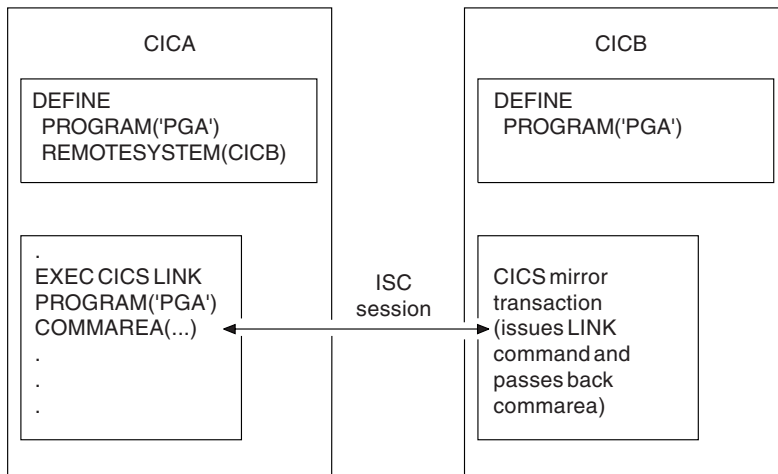 CICA
DEFINE
PROGRAM('PGA')
REMOTESYSTEM(CICB)
.
EXEC CICS LINK
PROGRAM('PGA')
COMMAREA(...)
.
.
.
ISC
session
CICB
DEFINE
PROGRAM('PGA')
CICS mirror
transaction
(issues LINK
command and
passes back
commarea)